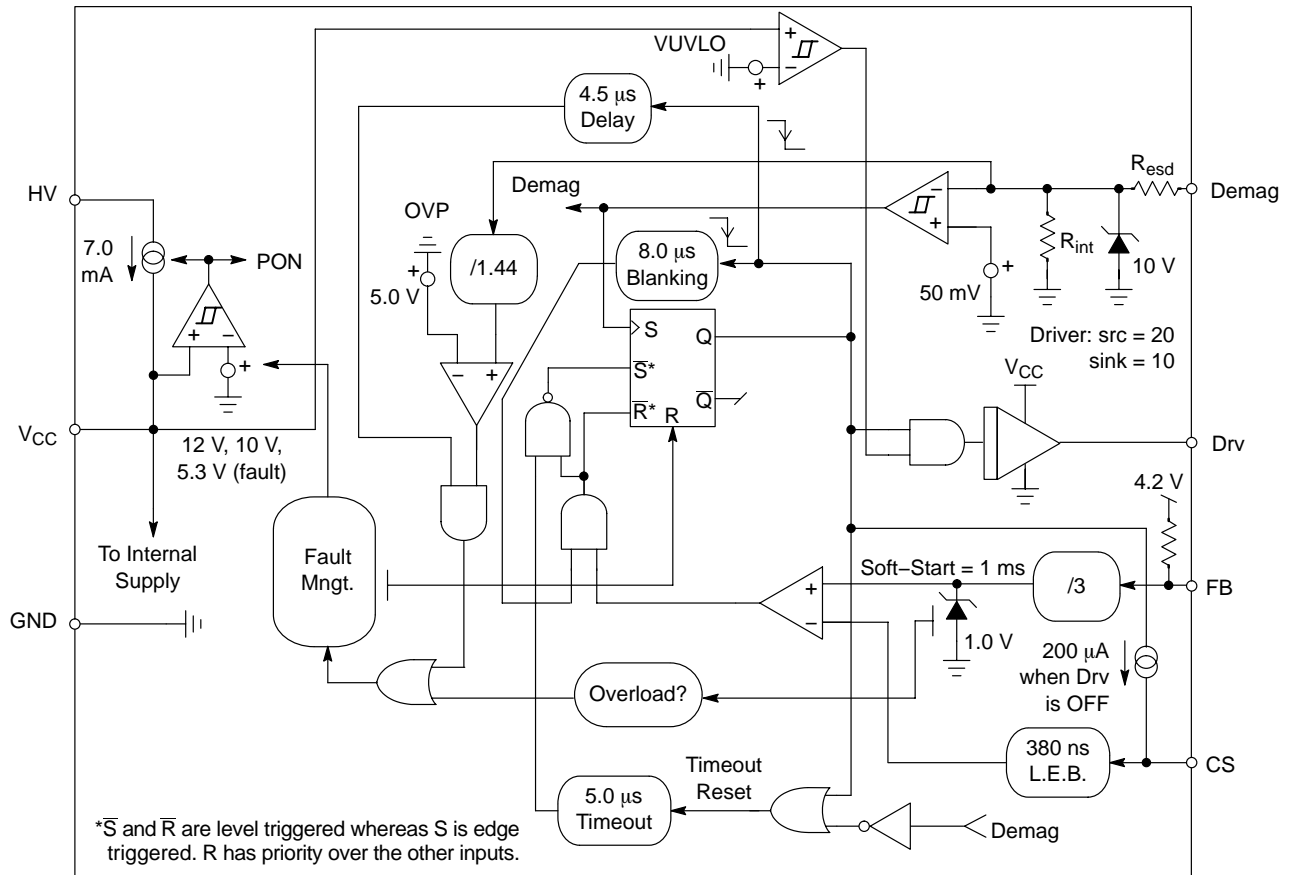 VUVLO
+
−
+
4.5 μs
Delay
HV
7.0
mA
PON
+
−
+
OVP
+
5.0 V
/1.44
Demag
8.0 μs
Blanking
−
+
50 mV
+
Rint
10 V
Resd
Demag
Driver: src = 20
sink = 10
−
+
S
Q
S*
R*
R
Q
VCC
VCC
Drv
12 V, 10 V,
5.3 V (fault)
To Internal
Supply
GND
Fault
Mngt.
Soft−Start = 1 ms
+
−
1.0 V
/3
4.2 V
FB
200 μA
when Drv
is OFF
Overload?
380 ns
L.E.B.
CS
5.0 μs
Timeout
Timeout
Reset
Demag
*S and R are level triggered whereas S is edge
triggered. R has priority over the other inputs.